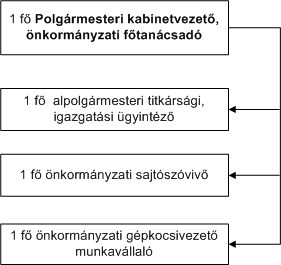 1 fő Polgármesteri kabinetvezető,
önkormányzati főtanácsadó
1 fő alpolgármesteri titkársági,
igazgatási ügyintéző
1 fő önkormányzati sajtószóvivő
1 fő önkormányzati gépkocsivezető
munkavállaló